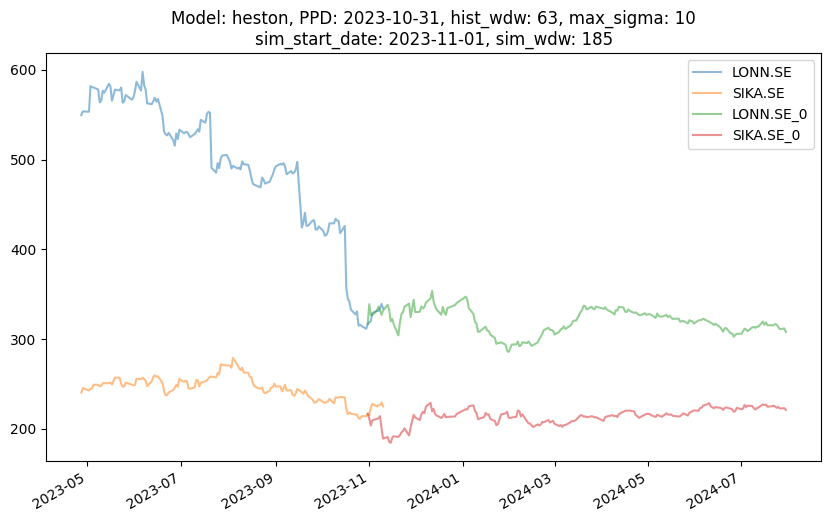 Model: heston, PPD: 2023-10-31, hist_wdw: 63, max_sigma: 10
sim_start_date: 2023-11-01, sim_wdw: 185
LONN.SE
SIKA.SE
LONN.SE_0
SIKA.SE_0
600
500
400
300
200
2023-05
2023-07
2023-09
2023-11
2024-01
2024-03
2024-05
2024-07